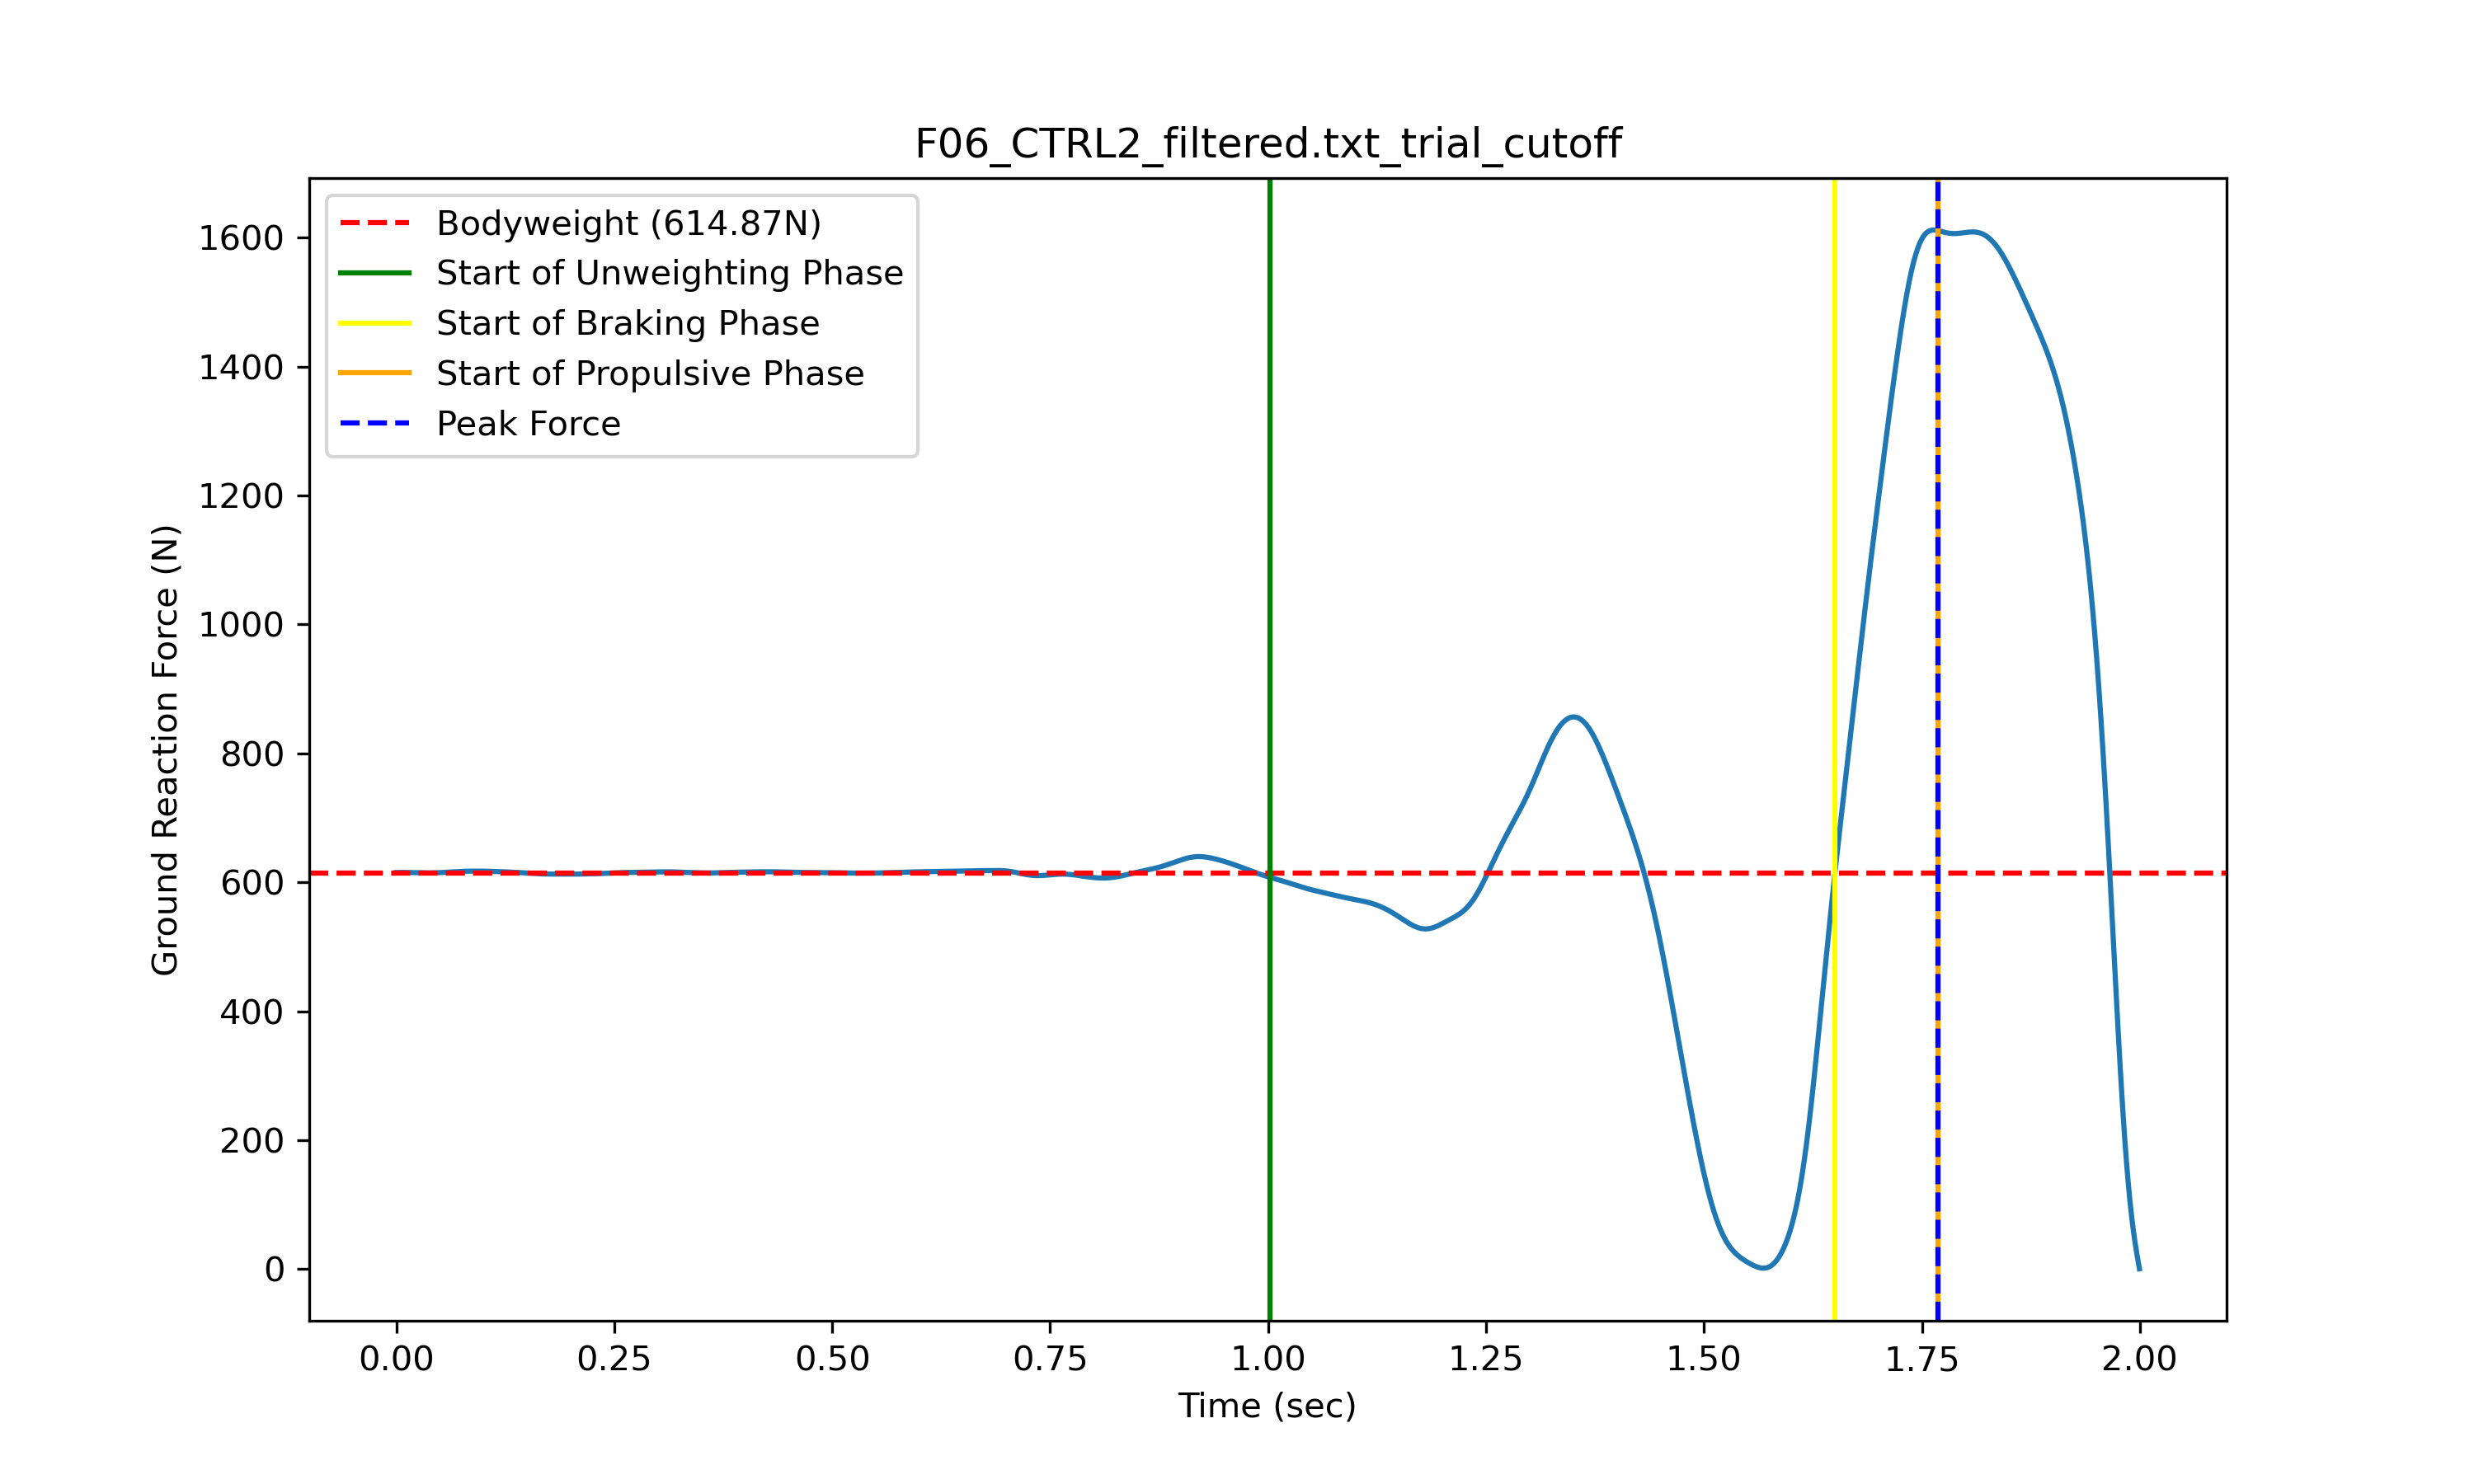 F06_CTRL2_filtered.txt_trial_cutoff
Bodyweight (614.87N)
Start of Unweighting Phase
Start of Braking Phase
Start of Propulsive Phase
Peak Force
Ground Reaction Force (N)
1600
1400
1200
1000
800
600
400
200
0
0.00 0.25 0.50 0.75 1.00 1.25 1.50 1.75 2.00
Time (sec)